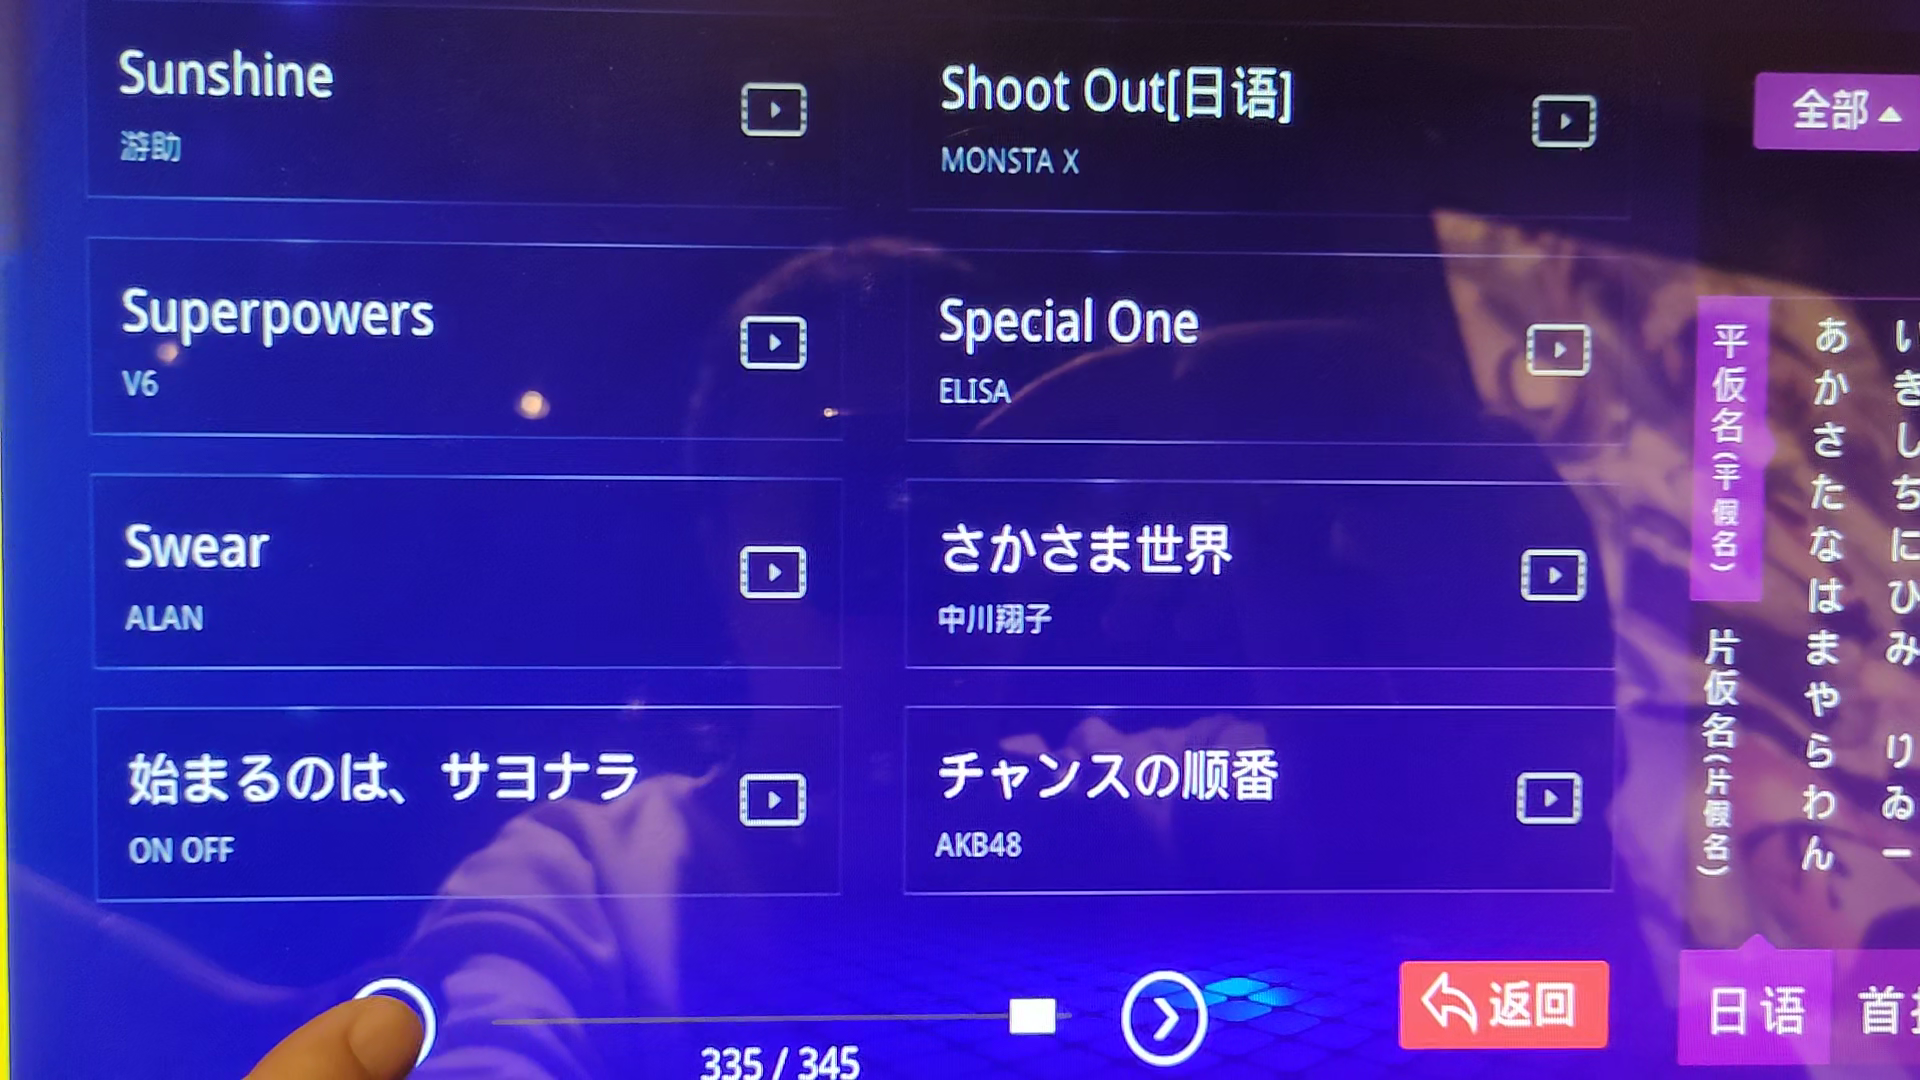 Sunshine
游助
Shoot Out[日语]
MONSTA X
Superpowers
V6
Special One
ELISA
Swear
ALAN
さかさま世界
中川翔子
始まるのは、サヨナラ
ON OFF
チャンスの顺番
AKB48
335 / 345
返回
全部
平仮名(平假名)
片仮名(片假名)
あ い
か き
さ し
た ち
な に
は ひ
ま み
や
ら り
わ ゐ
ん ー
日语
首